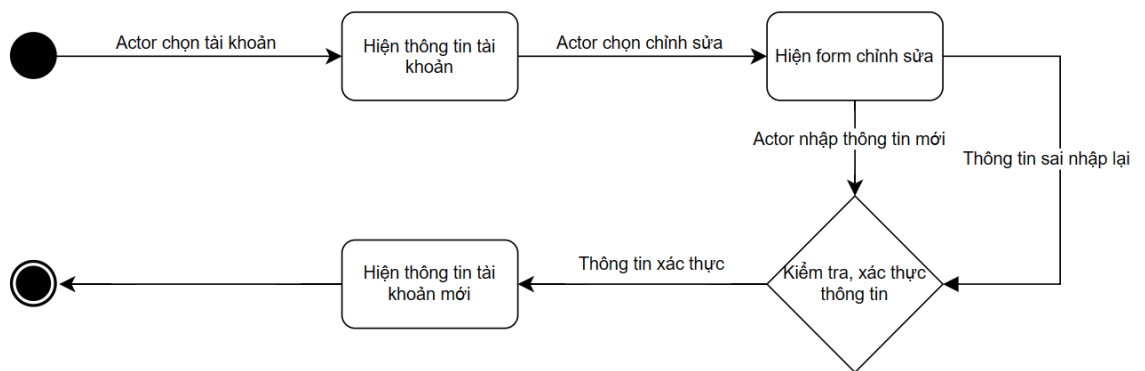 Actor chọn tài khoản
Hiện thông tin tài
khoản
Actor chọn chỉnh sửa
Hiện form chỉnh sửa
Actor nhập thông tin mới
Thông tin sai nhập lại
Kiểm tra, xác thực
thông tin
Thông tin xác thực
Hiện thông tin tài
khoản mới